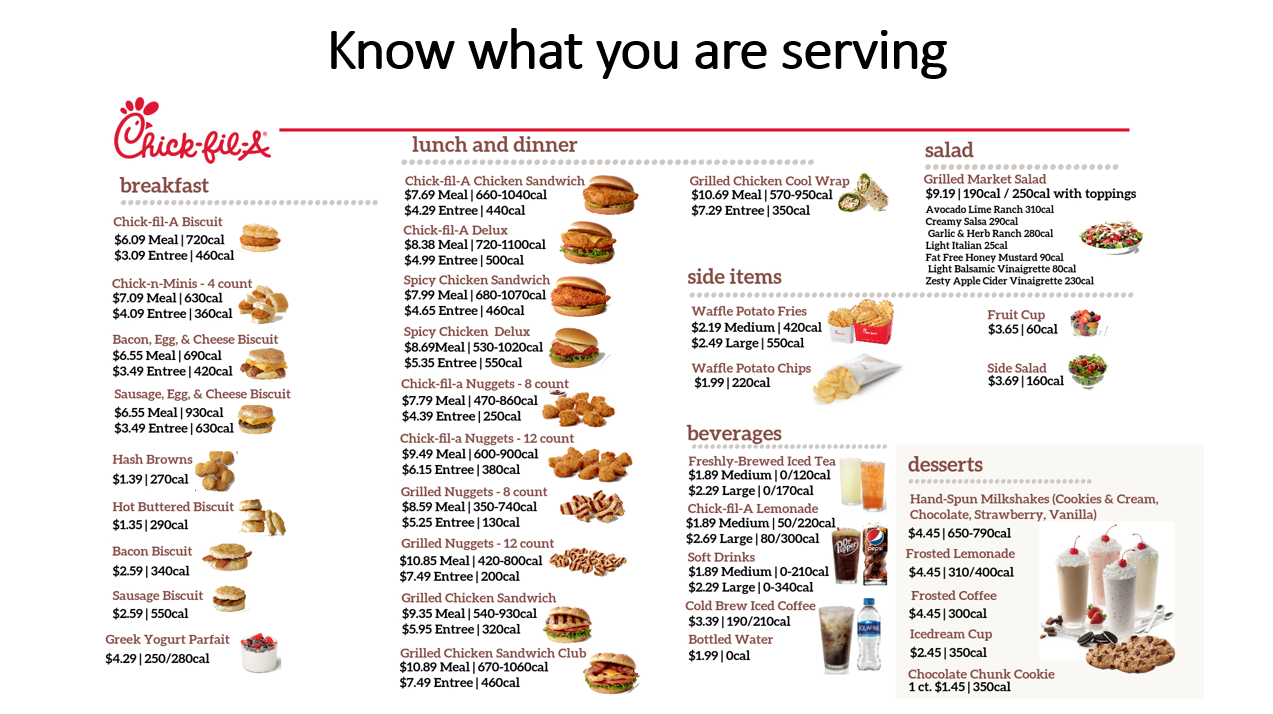 Know what you are serving
Chick-fil-A®
breakfast
Chick-fil-A Biscuit
$6.09 Meal | 720cal
$3.09 Entree | 460cal
Chick-n-Minis - 4 count
$7.09 Meal | 630cal
$4.09 Entree | 360cal
Bacon, Egg, & Cheese Biscuit
$6.55 Meal | 690cal
$3.49 Entree | 420cal
Sausage, Egg, & Cheese Biscuit
$6.55 Meal | 930cal
$3.49 Entree | 630cal
Hash Browns
$1.39 | 270cal
Hot Buttered Biscuit
$1.35 | 290cal
Bacon Biscuit
$2.59 | 340cal
Sausage Biscuit
$2.59 | 550cal
Greek Yogurt Parfait
$4.29 | 250/280cal
lunch and dinner
Chick-fil-A Chicken Sandwich
$7.69 Meal | 660-1040cal
$4.29 Entree | 440cal
Chick-fil-A Delux
$8.38 Meal | 720-1100cal
$4.99 Entree | 500cal
Spicy Chicken Sandwich
$7.99 Meal | 680-1070cal
$4.65 Entree | 460cal
Spicy Chicken Delux
$8.69Meal | 530-1020cal
$5.35 Entree | 550cal
Chick-fil-a Nuggets - 8 count
$7.79 Meal | 470-860cal
$4.39 Entree | 250cal
Chick-fil-a Nuggets - 12 count
$9.49 Meal | 600-900cal
$6.15 Entree | 380cal
Grilled Nuggets - 8 count
$8.59 Meal | 350-740cal
$5.25 Entree | 130cal
Grilled Nuggets - 12 count
$10.85 Meal | 420-800cal
$7.49 Entree | 200cal
Grilled Chicken Sandwich
$9.35 Meal | 540-930cal
$5.95 Entree | 320cal
Grilled Chicken Sandwich Club
$10.89 Meal | 670-1060cal
$7.49 Entree | 460cal
Grilled Chicken Cool Wrap
$10.69 Meal | 570-950cal
$7.29 Entree | 350cal
salad
Grilled Market Salad
$9.19 | 190cal / 250cal with toppings
Avocado Lime Ranch 310cal
Creamy Salsa 290cal
Garlic & Herb Ranch 280cal
Light Italian 25cal
Fat Free Honey Mustard 90cal
Light Balsamic Vinaigrette 80cal
Zesty Apple Cider Vinaigrette 230cal
side items
Waffle Potato Fries
$2.19 Medium | 420cal
$2.49 Large | 550cal
Waffle Potato Chips
$1.99 | 220cal
Fruit Cup
$3.65 | 60cal
Side Salad
$3.69 | 160cal
beverages
Freshly-Brewed Iced Tea
$1.89 Medium | 0/120cal
$2.29 Large | 0/170cal
Chick-fil-A Lemonade
$1.89 Medium | 50/220cal
$2.69 Large | 80/300cal
Soft Drinks
$1.89 Medium | 0-210cal
$2.29 Large | 0-340cal
Cold Brew Iced Coffee
$3.39 | 190/210cal
Bottled Water
$1.99 | 0cal
Dr Pepper
pepsi
AQUAFINA
desserts
Hand-Spun Milkshakes (Cookies & Cream,
Chocolate, Strawberry, Vanilla)
$4.45 | 650-790cal
Frosted Lemonade
$4.45 | 310/400cal
Frosted Coffee
$4.45 | 300cal
Icedream Cup
$2.45 | 350cal
Chocolate Chunk Cookie
1 ct. $1.45 | 350cal